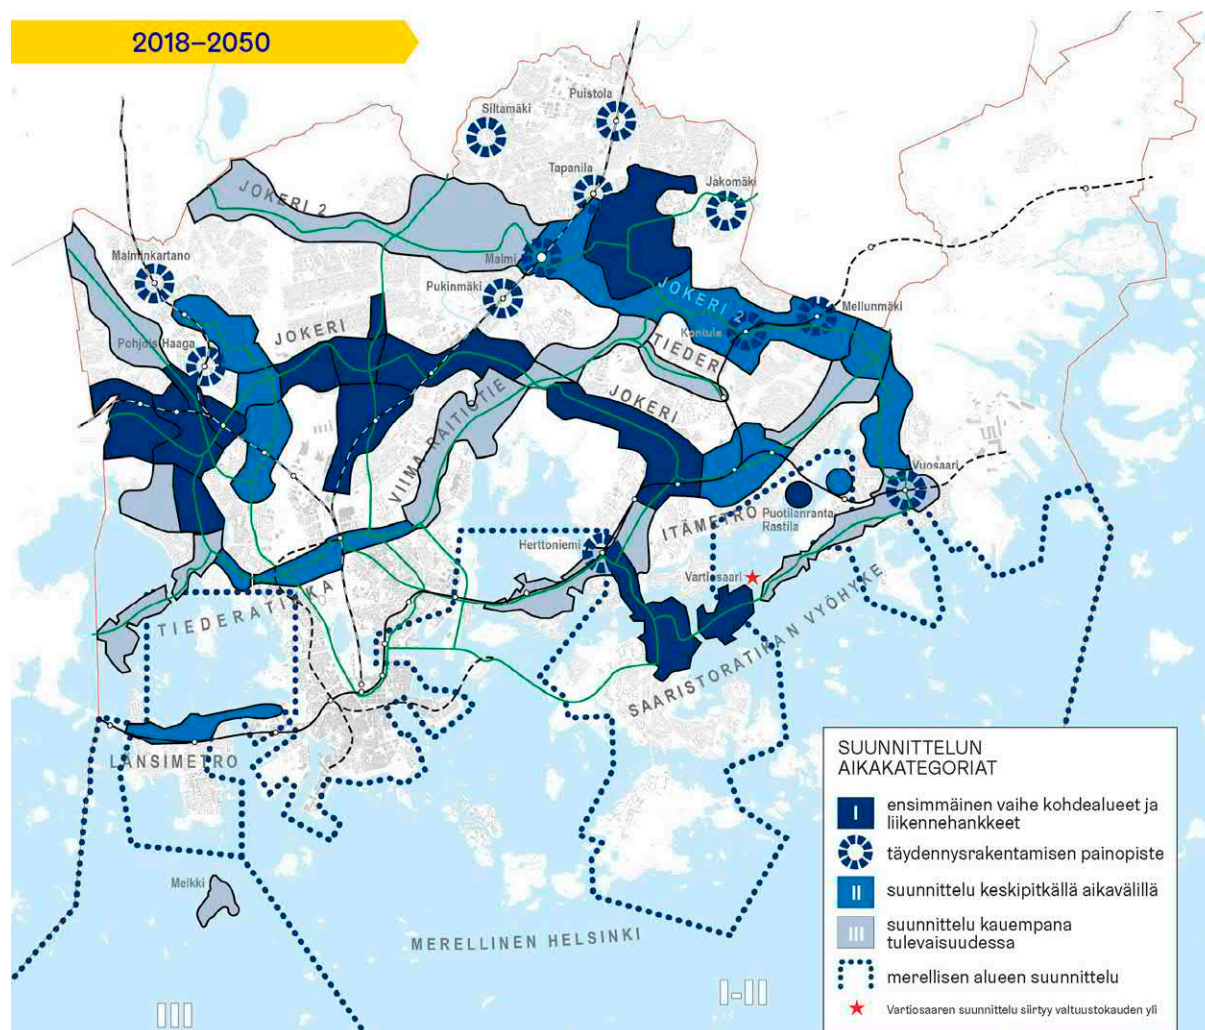 2018–2050
Siltamäki
Puistola
Tapanila
Jakomäki
JOKERI 2
Malminkartano
Malmi
Pukinmäki
JOKERI 2
Mellunmäki
Kontula
JOKERI
TIEDER
Pohjois-Haaga
JOKERI
VIIMA-RAITIOTIE
Vuosaari
Puotilanranta,
Rastila
ITÄMETRO
Herttoniemi
Vartiosaari
TIEDERATIKKA
SAARISTORATIKAN VYÖHYKE
LÄNSIMETRO
Melkki
MERELLINEN HELSINKI
III
I-II
SUUNNITTELUN
AIKAKATEGORIAT
I ensimmäinen vaihe kohdealueet ja
liikennehankkeet
täydennysrakentamisen painopiste
II suunnittelu keskipitkällä aikavälillä
III suunnittelu kauempana
tulevaisuudessa
merellisen alueen suunnittelu
Vartiosaaren suunnittelu siirtyy valtuustokauden yli